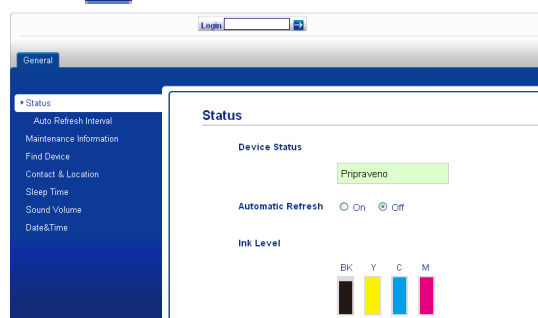 Login
General
Status
Auto Refresh Interval
Maintenance Information
Find Device
Contact & Location
Sleep Time
Sound Volume
Date&Time
Status
Device Status
Pripraveno
Automatic Refresh On Off
Ink Level
BK Y C M